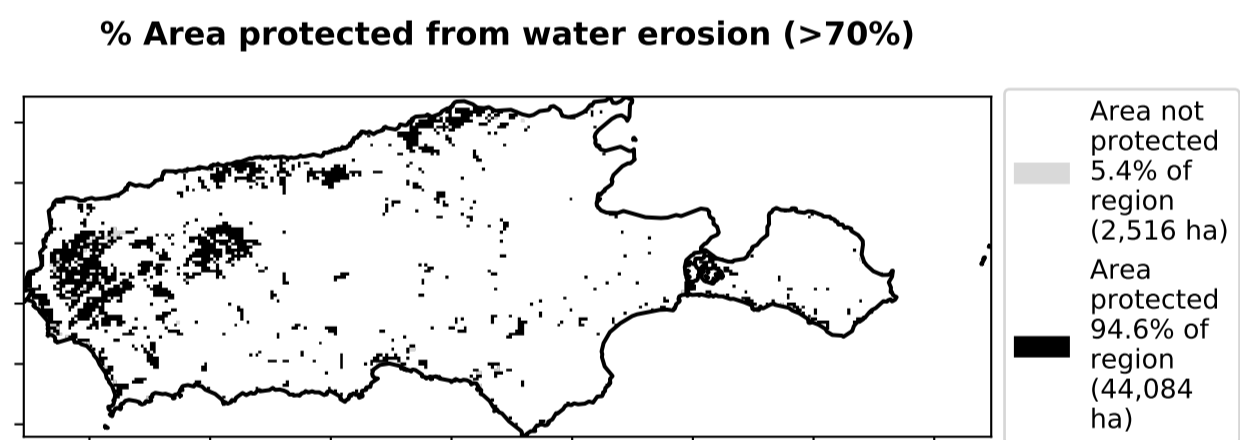 % Area protected from water erosion (>70%)
Area not
protected
5.4% of
region
(2,516 ha)
Area
protected
94.6% of
region
(44,084
ha)